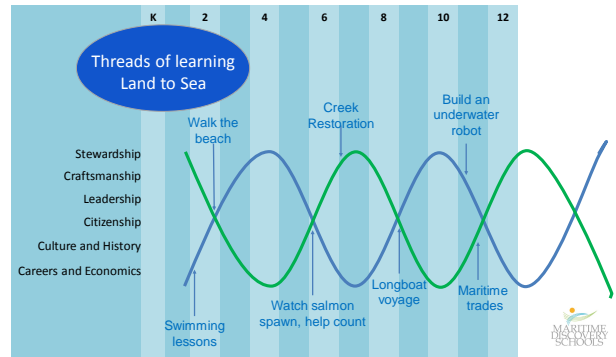 K 2 4 6 8 10 12
Threads of learning
Land to Sea
Walk the
beach
Creek
Restoration
Build an
underwater
robot
Stewardship
Craftsmanship
Leadership
Citizenship
Culture and History
Careers and Economics
Swimming
lessons
Watch salmon
spawn, help count
Longboat
voyage
Maritime
trades
MARITIME
DISCOVERY
SCHOOLS